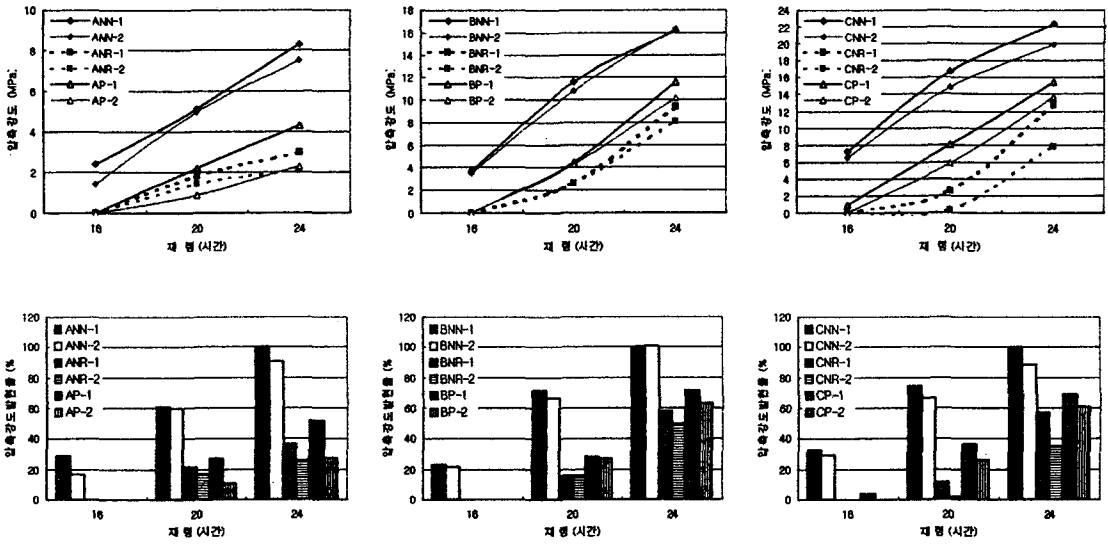 압축강도 (MPa)
10
8
6
4
2
0
ANN-1
ANN-2
ANR-1
ANR-2
AP-1
AP-2
16
20
24
재 령 (시간)
압축강도 (MPa)
18
16
14
12
10
8
6
4
2
0
BNN-1
BNN-2
BNR-1
BNR-2
BP-1
BP-2
16
20
24
재 령 (시간)
압축강도 (MPa)
24
22
20
18
16
14
12
10
8
6
4
2
0
CNN-1
CNN-2
CNR-1
CNR-2
CP-1
CP-2
16
20
24
재 령 (시간)
압축강도발현율 (%
120
100
80
60
40
20
0
ANN-1
ANN-2
ANR-1
ANR-2
AP-1
AP-2
16
20
24
재 령 (시간)
압축강도발현율 (%
120
100
80
60
40
20
0
BNN-1
BNN-2
BNR-1
BNR-2
BP-1
BP-2
16
20
24
재 령 (시간)
압축강도발현율 (%
120
100
80
60
40
20
0
CNN-1
CNN-2
CNR-1
CNR-2
CP-1
CP-2
16
20
24
재 령 (시간)